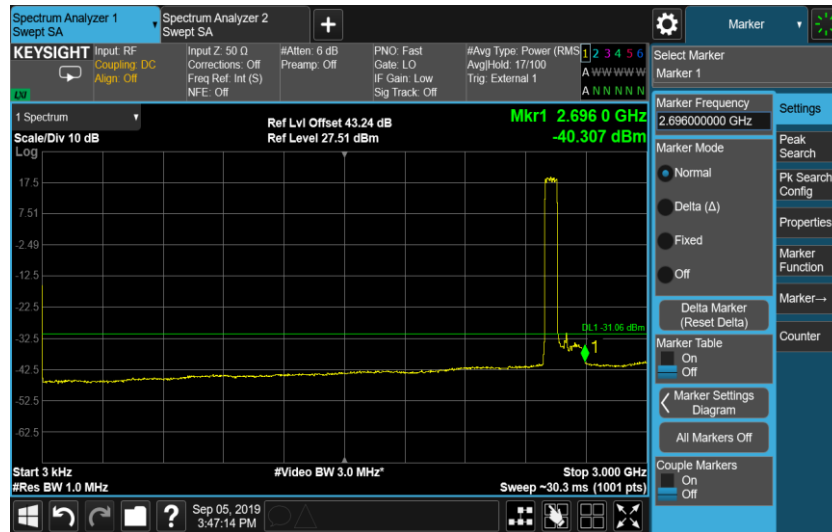 Spectrum Analyzer 1
Swept SA
Spectrum Analyzer 2
Swept SA
Marker
KEYSIGHT
Input: RF
Coupling: DC
Align: Off
Input Z: 50 Ω
Corrections: Off
Freq Ref: Int (S)
NFE: Off
#Atten: 6 dB
Preamp: Off
PNO: Fast
Gate: LO
IF Gain: Low
Sig Track: Off
#Avg Type: Power (RMS
Avg|Hold: 17/100
Trig: External 1
1 2 3 4 5 6
A W W W W W
A N N N N N
LXI
Select Marker
Marker 1
1 Spectrum
Scale/Div 10 dB
Log
Ref Lvl Offset 43.24 dB
Ref Level 27.51 dBm
Mkr1 2.696 0 GHz
-40.307 dBm
17.5
7.51
-2.49
-12.5
-22.5
-32.5
-42.5
-52.5
-62.5
DL1 -31.06 dBm
1
Start 3 kHz
#Res BW 1.0 MHz
#Video BW 3.0 MHz*
Stop 3.000 GHz
Sweep ~30.3 ms (1001 pts)
Marker Frequency
2.696000000 GHz
Marker Mode
Normal
Delta (Δ)
Fixed
Off
Delta Marker
(Reset Delta)
Marker Table
On
Off
Marker Settings
Diagram
All Markers Off
Couple Markers
On
Off
Settings
Peak
Search
Pk Search
Config
Properties
Marker
Function
Marker→
Counter
?
Sep 05, 2019
3:47:14 PM